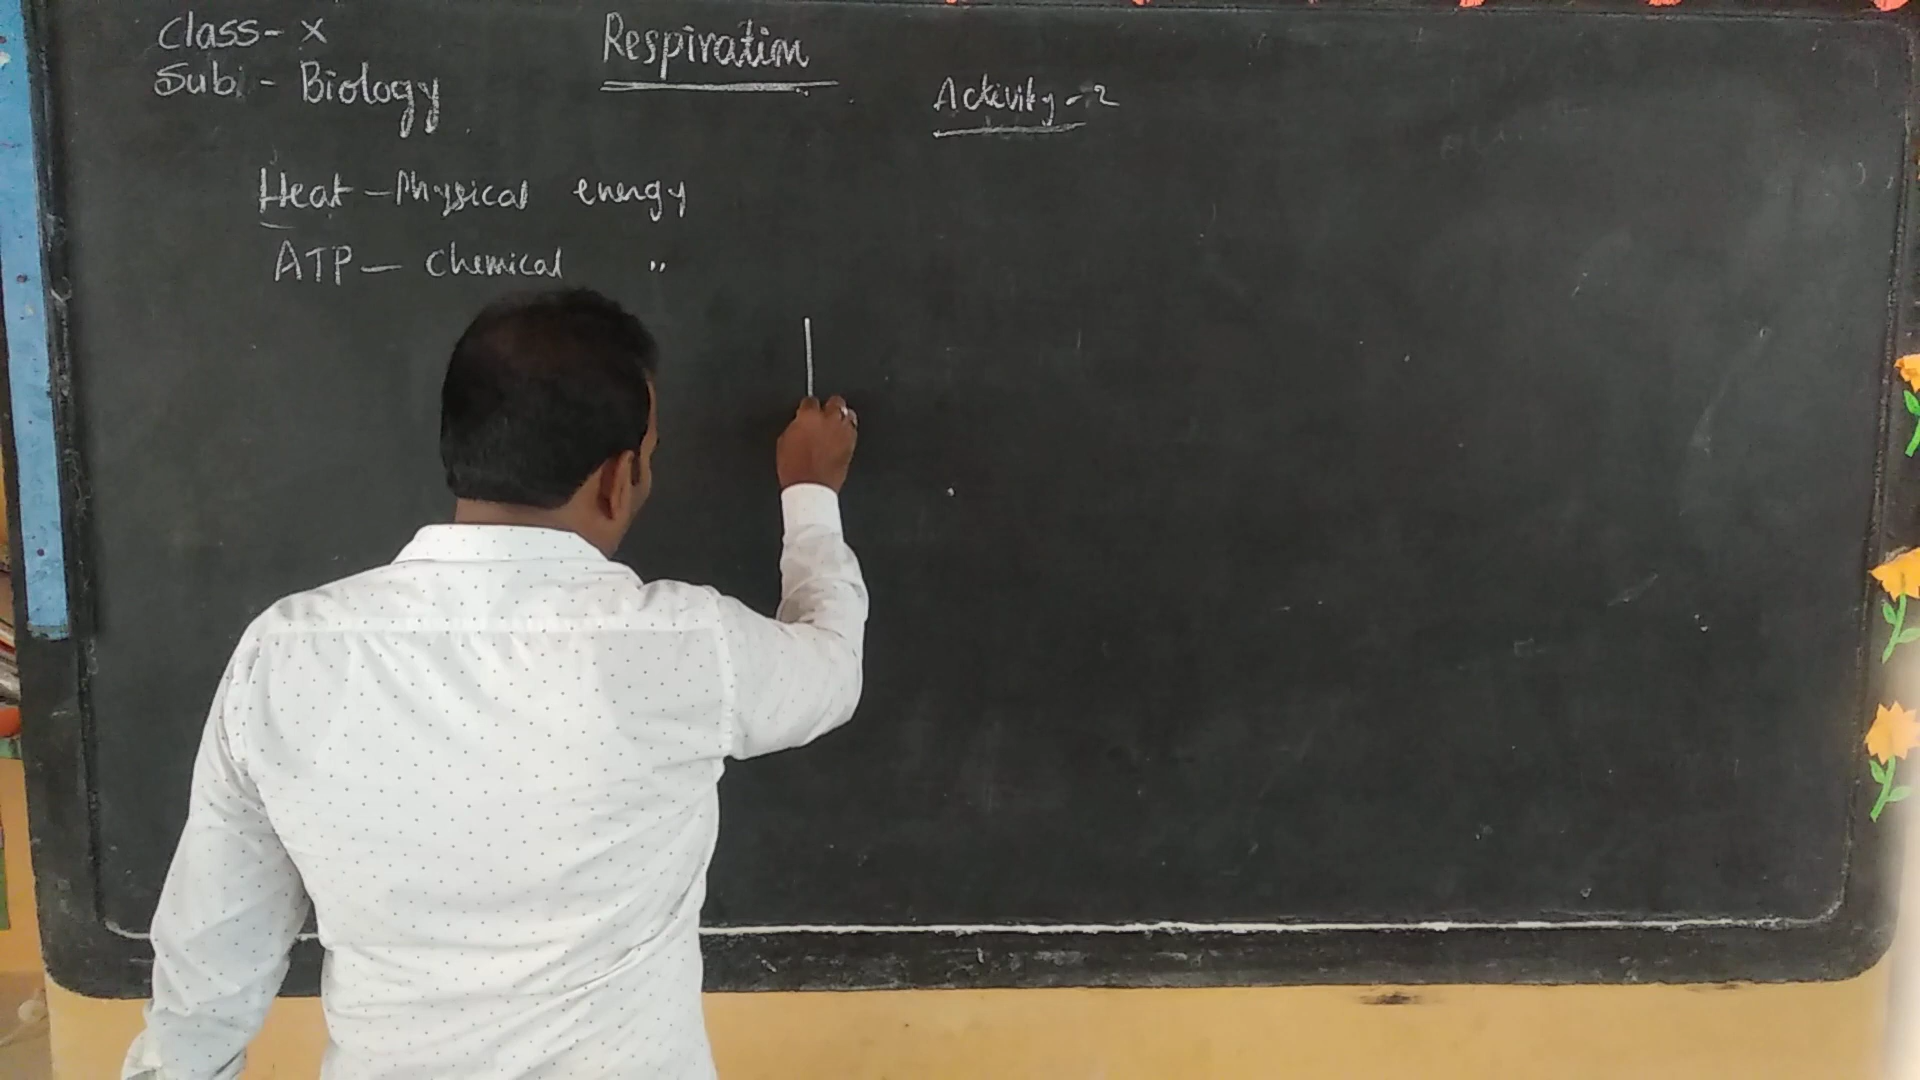 Class - X
Sub. - Biology
Respiration
Activity - 2
Heat - Physical energy
ATP - Chemical "